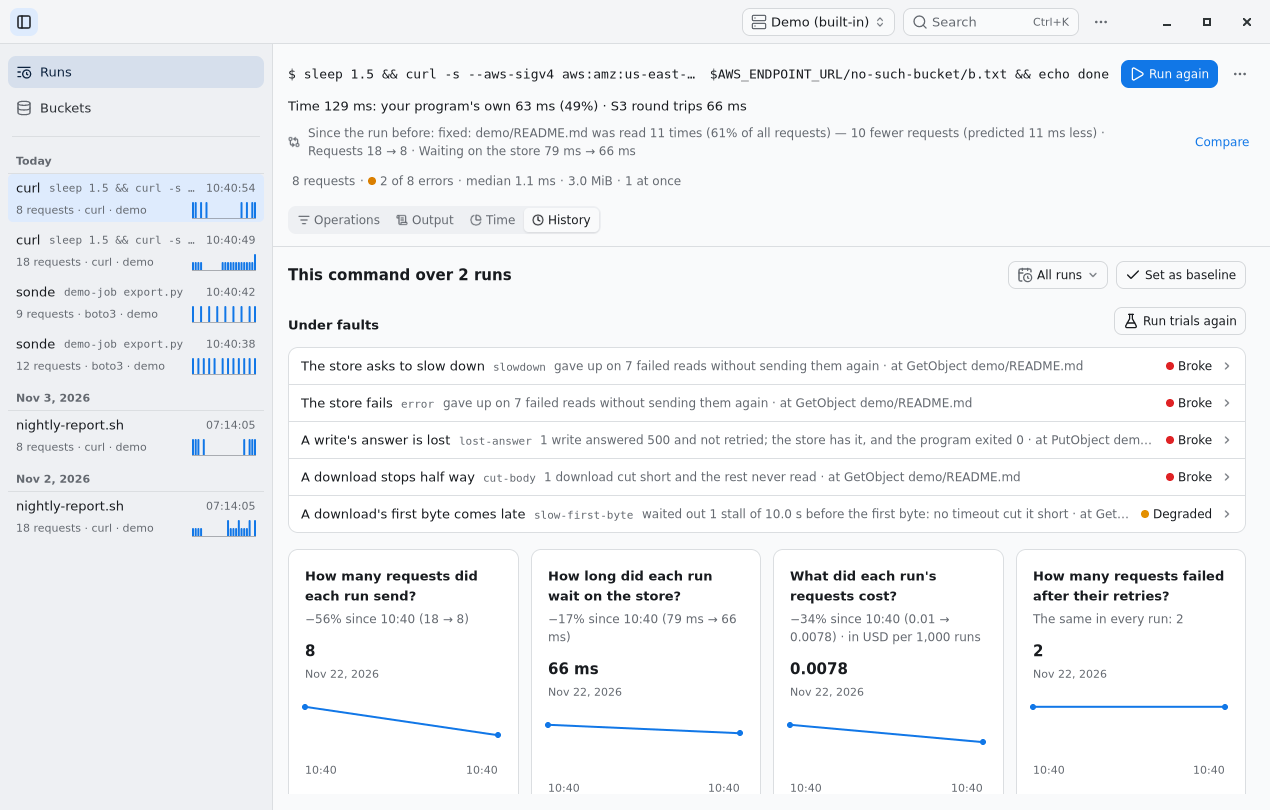 Demo (built-in)
Search
Ctrl+K
Runs
Buckets
Today
curl sleep 1.5 && curl -s … 10:40:54
8 requests · curl · demo
curl sleep 1.5 && curl -s … 10:40:49
18 requests · curl · demo
sonde demo-job export.py 10:40:42
9 requests · boto3 · demo
sonde demo-job export.py 10:40:38
12 requests · boto3 · demo
Nov 3, 2026
nightly-report.sh 07:14:05
8 requests · curl · demo
Nov 2, 2026
nightly-report.sh 07:14:05
18 requests · curl · demo
$ sleep 1.5 && curl -s --aws-sigv4 aws:amz:us-east-… $AWS_ENDPOINT_URL/no-such-bucket/b.txt && echo done
Run again
Time 129 ms: your program's own 63 ms (49%) · S3 round trips 66 ms
Since the run before: fixed: demo/README.md was read 11 times (61% of all requests) — 10 fewer requests (predicted 11 ms less) ·
Requests 18 → 8 · Waiting on the store 79 ms → 66 ms
Compare
8 requests · 2 of 8 errors · median 1.1 ms · 3.0 MiB · 1 at once
Operations
Output
Time
History
This command over 2 runs
All runs
Set as baseline
Under faults
Run trials again
The store asks to slow down slowdown gave up on 7 failed reads without sending them again · at GetObject demo/README.md Broke
The store fails error gave up on 7 failed reads without sending them again · at GetObject demo/README.md Broke
A write's answer is lost lost-answer 1 write answered 500 and not retried; the store has it, and the program exited 0 · at PutObject dem… Broke
A download stops half way cut-body 1 download cut short and the rest never read · at GetObject demo/README.md Broke
A download's first byte comes late slow-first-byte waited out 1 stall of 10.0 s before the first byte: no timeout cut it short · at Get… Degraded
How many requests did
each run send?
−56% since 10:40 (18 → 8)
8
Nov 22, 2026
10:40 10:40
How long did each run
wait on the store?
−17% since 10:40 (79 ms → 66
ms)
66 ms
Nov 22, 2026
10:40 10:40
What did each run's
requests cost?
−34% since 10:40 (0.01 →
0.0078) · in USD per 1,000 runs
0.0078
Nov 22, 2026
10:40 10:40
How many requests failed
after their retries?
The same in every run: 2
2
Nov 22, 2026
10:40 10:40